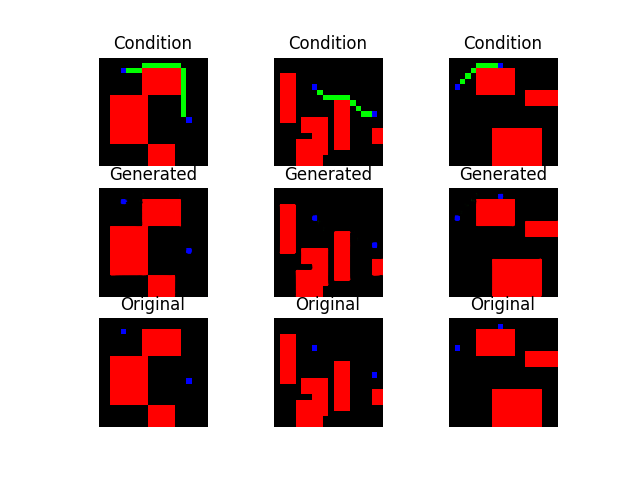 Condition Condition Condition
Generated Generated Generated
Original Original Original